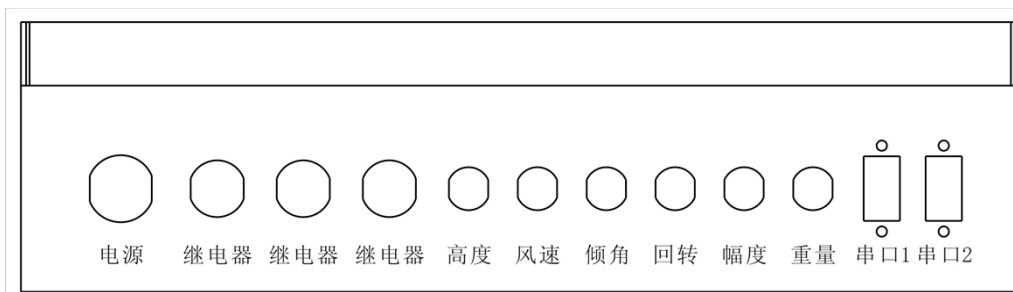 电源 继电器 继电器 继电器 高度 风速 倾角 回转 幅度 重量 串口1 串口2